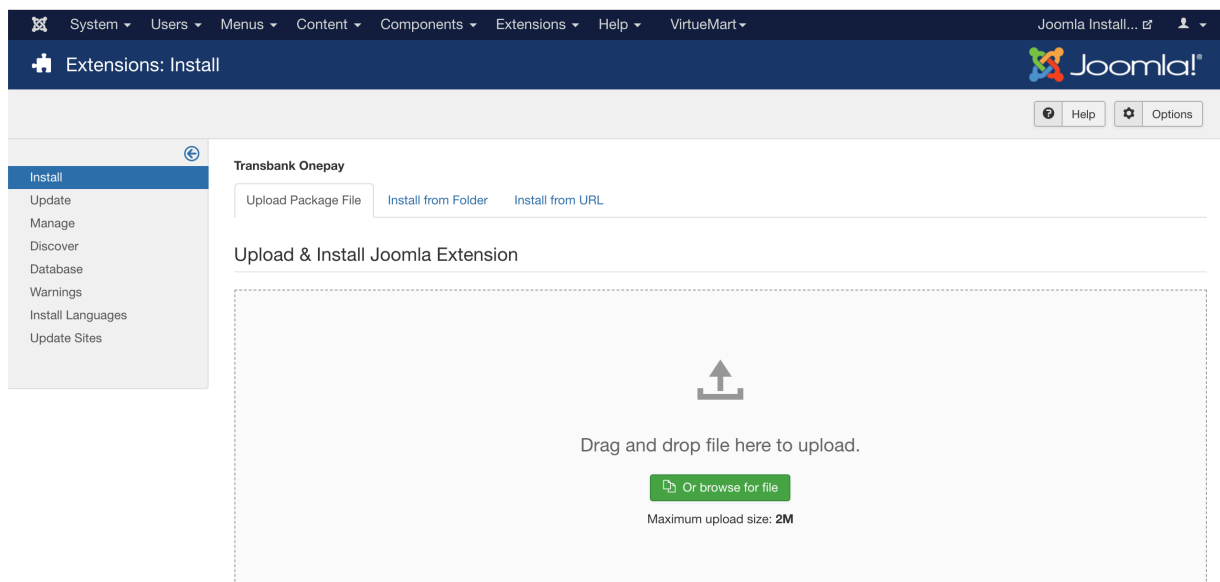 System Users Menus Content Components Extensions Help VirtueMart Joomla Install...
Extensions: Install
Joomla!®
Help Options
Install
Update
Manage
Discover
Database
Warnings
Install Languages
Update Sites
Transbank Onepay
Upload Package File Install from Folder Install from URL
Upload & Install Joomla Extension
Drag and drop file here to upload.
Or browse for file
Maximum upload size: 2M